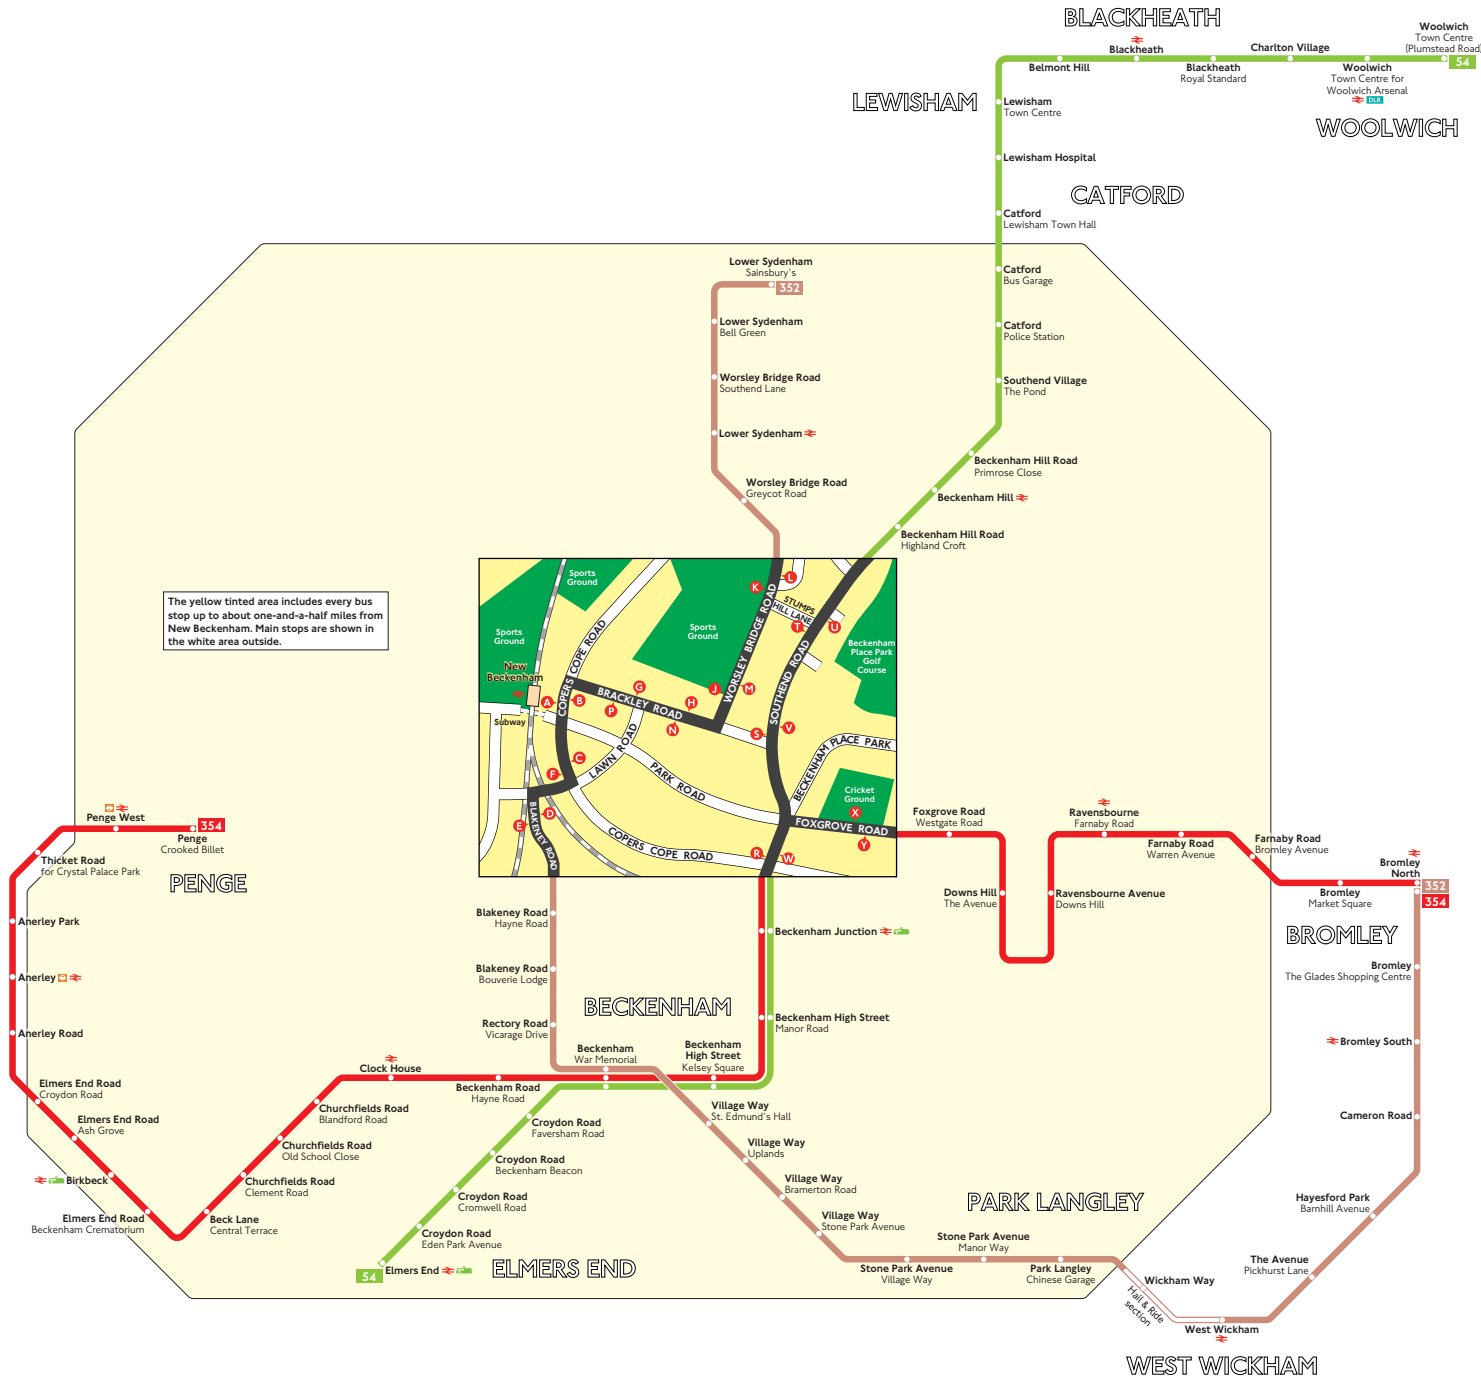 BLACKHEATH
Woolwich
Town Centre
(Plumstead Road)
54
Blackheath
Charlton Village
Belmont Hill
Blackheath
Royal Standard
Woolwich
Town Centre for
Woolwich Arsenal
DLR
WOOLWICH
LEWISHAM
Lewisham
Town Centre
Lewisham Hospital
CATFORD
Catford
Lewisham Town Hall
Catford
Bus Garage
Catford
Police Station
Southend Village
The Pond
Beckenham Hill Road
Primrose Close
Beckenham Hill
Beckenham Hill Road
Highland Croft
Lower Sydenham
Sainsbury's
352
Lower Sydenham
Bell Green
Worsley Bridge Road
Southend Lane
Lower Sydenham
Worsley Bridge Road
Greycot Road
The yellow tinted area includes every bus
stop up to about one-and-a-half miles from
New Beckenham. Main stops are shown in
the white area outside.
Sports
Ground
Sports
Ground
Sports
Ground
New
Beckenham
Subway
COPERS COPE ROAD
BRACKLEY ROAD
LAWN ROAD
PARK ROAD
WORSLEY BRIDGE ROAD
STUMPS
HILL LANE
SOUTHEND ROAD
Beckenham
Place Park
Golf
Course
BECKENHAM PLACE PARK
Cricket
Ground
FOXGROVE ROAD
COPERS COPE ROAD
BLAKENEY ROAD
K
L
T
U
G
J
M
A
B
P
H
N
S
V
C
F
D
E
X
Y
R
W
Penge West
354
Penge
Crooked Billet
Thicket Road
for Crystal Palace Park
PENGE
Anerley Park
Anerley
Anerley Road
Elmers End Road
Croydon Road
Elmers End Road
Ash Grove
Birkbeck
Elmers End Road
Beckenham Crematorium
Beck Lane
Central Terrace
Churchfields Road
Clement Road
Churchfields Road
Old School Close
Churchfields Road
Blandford Road
Clock House
Beckenham Road
Hayne Road
Blakeney Road
Hayne Road
Blakeney Road
Bouverie Lodge
Rectory Road
Vicarage Drive
BECKENHAM
Beckenham
War Memorial
Beckenham
High Street
Kelsey Square
Beckenham Junction
Beckenham High Street
Manor Road
Croydon Road
Faversham Road
Croydon Road
Beckenham Beacon
Croydon Road
Cromwell Road
Croydon Road
Eden Park Avenue
Elmers End
54
ELMERS END
Village Way
St. Edmund's Hall
Village Way
Uplands
Village Way
Bramerton Road
Village Way
Stone Park Avenue
Stone Park Avenue
Village Way
Stone Park Avenue
Manor Way
Park Langley
Chinese Garage
PARK LANGLEY
Wickham Way
Hail & Ride
section
West Wickham
WEST WICKHAM
The Avenue
Pickhurst Lane
Hayesford Park
Barnhill Avenue
Cameron Road
Bromley South
Bromley
The Glades Shopping Centre
BROMLEY
352
354
Bromley
North
Bromley
Market Square
Farnaby Road
Bromley Avenue
Farnaby Road
Warren Avenue
Ravensbourne
Farnaby Road
Ravensbourne Avenue
Downs Hill
Downs Hill
The Avenue
Foxgrove Road
Westgate Road